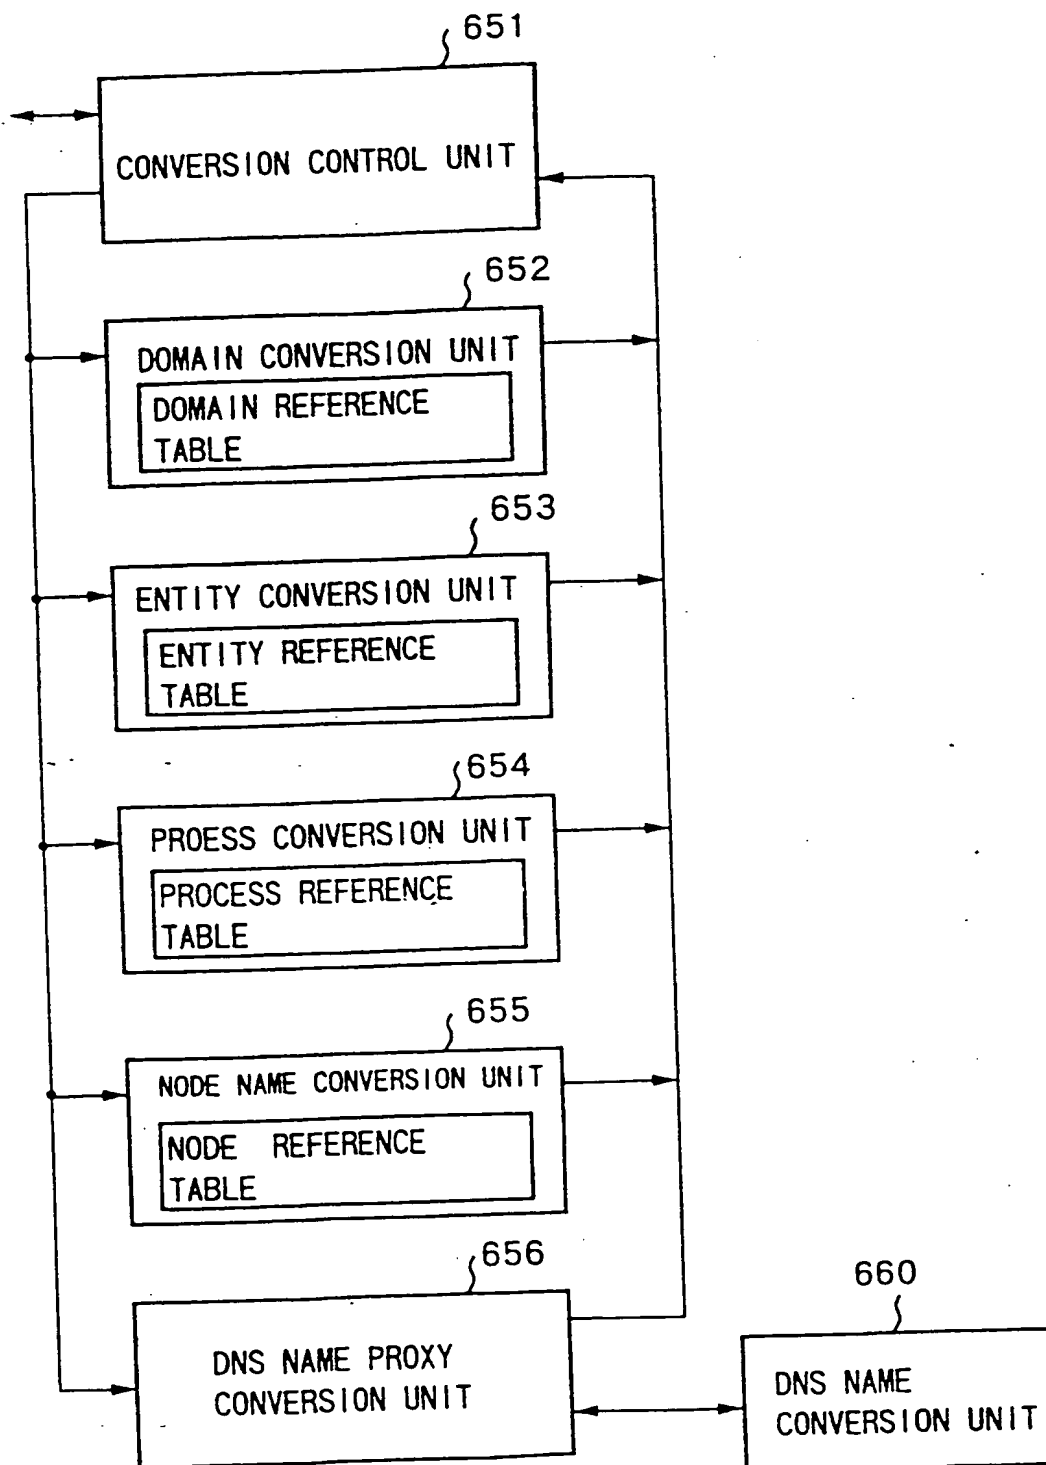 651
CONVERSION CONTROL UNIT
652
DOMAIN CONVERSION UNIT
DOMAIN REFERENCE
TABLE
653
ENTITY CONVERSION UNIT
ENTITY REFERENCE
TABLE
654
PROESS CONVERSION UNIT
PROCESS REFERENCE
TABLE
655
NODE NAME CONVERSION UNIT
NODE REFERENCE
TABLE
656
DNS NAME PROXY
CONVERSION UNIT
660
DNS NAME
CONVERSION UNIT